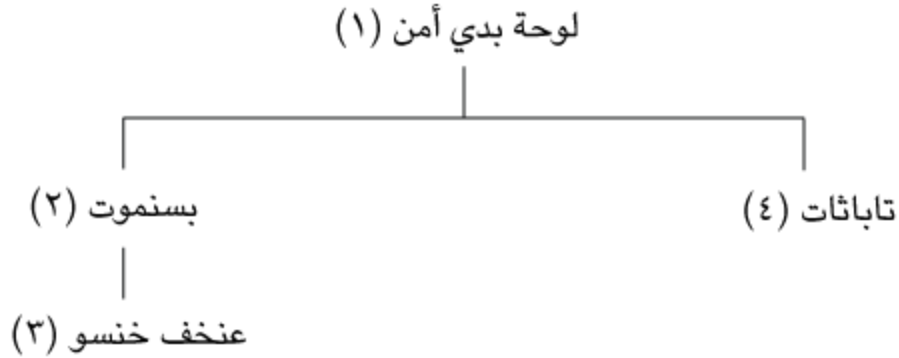 لوحة بدي أمن (١)
تاباثات (٤)
بسنموت (٢)
عنخف خنسو (٣)